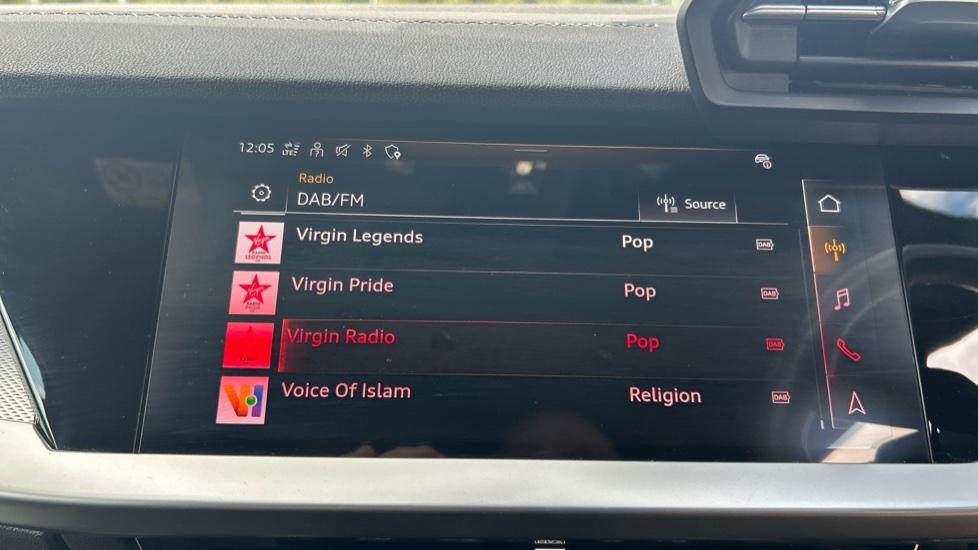 12:05 LTE
Radio
DAB/FM
Source
Virgin Legends Pop DAB
Virgin Pride Pop DAB
Virgin Radio Pop DAB
Voice Of Islam Religion DAB